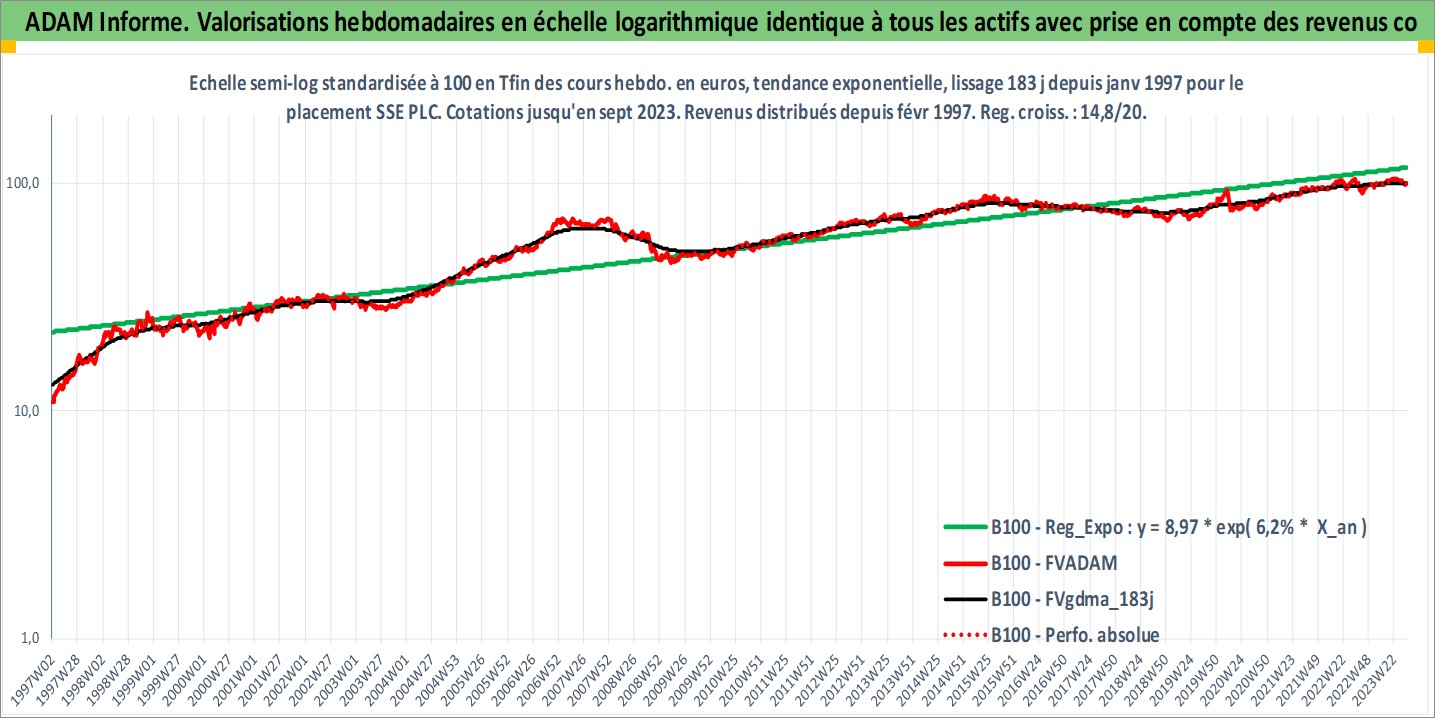 ADAM Informe. Valorisations hebdomadaires en échelle logarithmique identique à tous les actifs avec prise en compte des revenus co
Echelle semi-log standardisée à 100 en Tfin des cours hebdo. en euros, tendance exponentielle, lissage 183 j depuis janv 1997 pour le
placement SSE PLC. Cotations jusqu'en sept 2023. Revenus distribués depuis févr 1997. Reg. croiss. : 14,8/20.
100,0
10,0
1,0
B100 - Reg_Expo : y = 8,97 * exp( 6,2% * X_an )
B100 - FVADAM
B100 - FVgdma_183j
B100 - Perfo. absolue
1997W02
1997W28
1998W02
1998W28
1999W01
1999W27
2000W01
2000W27
2001W01
2001W27
2002W01
2002W27
2003W01
2003W27
2004W01
2004W27
2004W53
2005W26
2005W52
2006W26
2006W52
2007W26
2007W52
2008W26
2008W52
2009W26
2009W52
2010W25
2010W51
2011W25
2011W51
2012W25
2012W51
2013W25
2013W51
2014W25
2014W51
2015W25
2015W51
2016W24
2016W50
2017W24
2017W50
2018W24
2018W50
2019W24
2019W50
2020W24
2020W50
2021W23
2021W49
2022W22
2022W48
2023W22